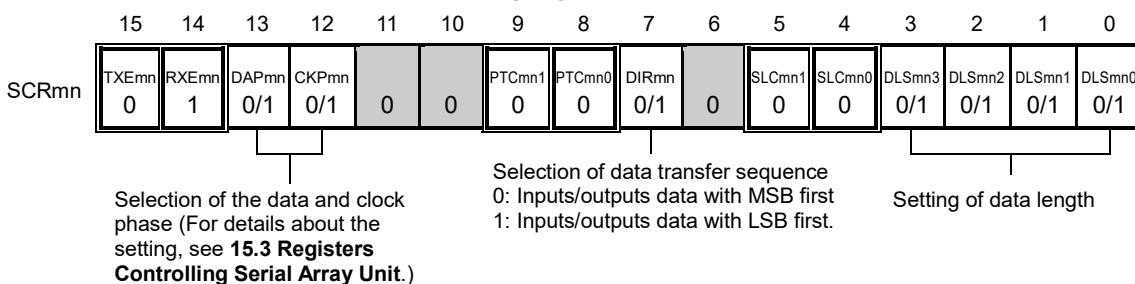 15 14 13 12 11 10 9 8 7 6 5 4 3 2 1 0
SCRmn
TXEmn RXEmn DAPmn CKPmn PTCmn1 PTCmn0 DIRmn SLCmn1 SLCmn0 DLSmn3 DLSmn2 DLSmn1 DLSmn0
0 1 0/1 0/1 0 0 0 0 0/1 0 0 0 0/1 0/1 0/1 0/1
Selection of the data and clock
phase (For details about the
setting, see 15.3 Registers
Controlling Serial Array Unit.)
Selection of data transfer sequence
0: Inputs/outputs data with MSB first
1: Inputs/outputs data with LSB first.
Setting of data length